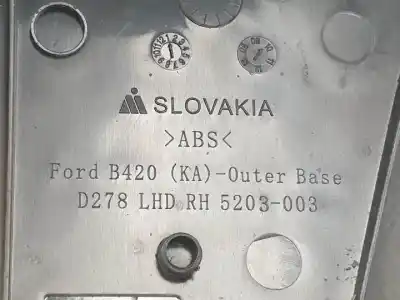 SLOVAKIA
>ABS<
Ford B420 (KA)-Outer Base
D278 LHD RH 5203-003